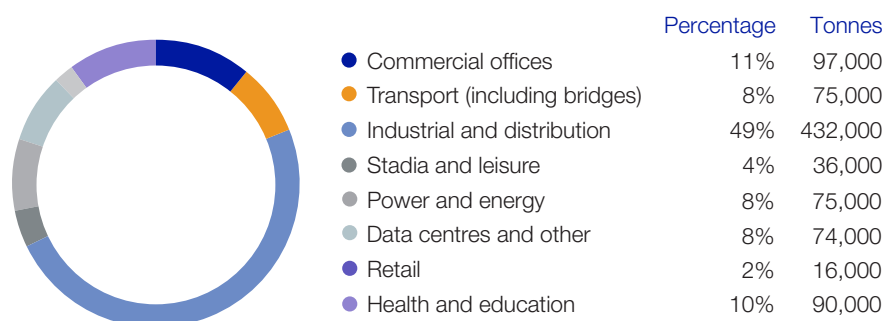 Percentage Tonnes
Commercial offices 11% 97,000
Transport (including bridges) 8% 75,000
Industrial and distribution 49% 432,000
Stadia and leisure 4% 36,000
Power and energy 8% 75,000
Data centres and other 8% 74,000
Retail 2% 16,000
Health and education 10% 90,000